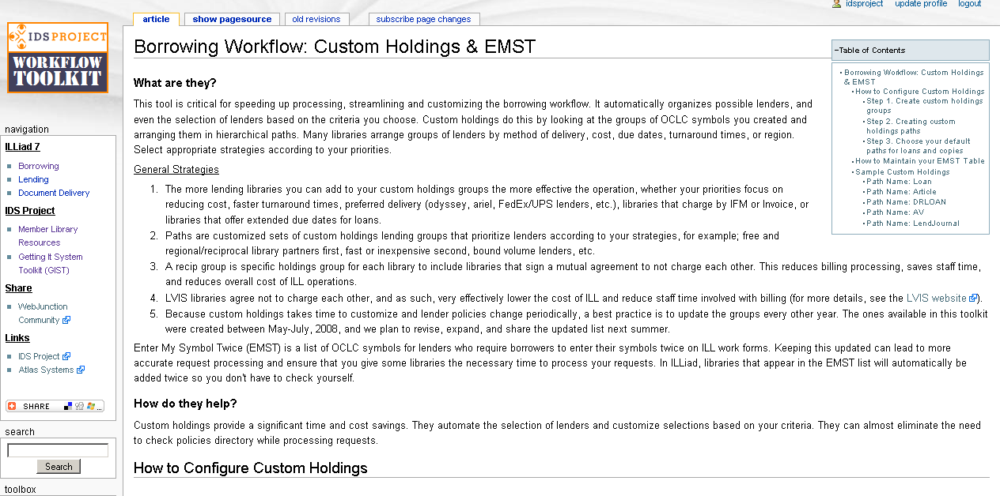 idsproject update profile logout
article show pagesource old revisions subscribe page changes
IDS PROJECT
WORKFLOW
TOOLKIT
navigation
ILLiad 7
Borrowing
Lending
Document Delivery
IDS Project
Member Library
Resources
Getting It System
Toolkit (GIST)
Share
WebJunction
Community
Links
IDS Project
Atlas Systems
SHARE
search
Search
toolbox
Borrowing Workflow: Custom Holdings & EMST
What are they?
This tool is critical for speeding up processing, streamlining and customizing the borrowing workflow. It automatically organizes possible lenders, and
even the selection of lenders based on the criteria you choose. Custom holdings do this by looking at the groups of OCLC symbols you created and
arranging them in hierarchical paths. Many libraries arrange groups of lenders by method of delivery, cost, due dates, turnaround times, or region.
Select appropriate strategies according to your priorities.
General Strategies
1. The more lending libraries you can add to your custom holdings groups the more effective the operation, whether your priorities focus on
reducing cost, faster turnaround times, preferred delivery (odyssey, ariel, FedEx/UPS lenders, etc.), libraries that charge by IFM or Invoice, or
libraries that offer extended due dates for loans.
2. Paths are customized sets of custom holdings lending groups that prioritize lenders according to your strategies, for example; free and
regional/reciprocal library partners first, fast or inexpensive second, bound volume lenders, etc.
3. A recip group is specific holdings group for each library to include libraries that sign a mutual agreement to not charge each other. This reduces billing processing, saves staff time,
and reduces overall cost of ILL operations.
4. LVIS libraries agree not to charge each other, and as such, very effectively lower the cost of ILL and reduce staff time involved with billing (for more details, see the LVIS website).
5. Because custom holdings takes time to customize and lender policies change periodically, a best practice is to update the groups every other year. The ones available in this toolkit
were created between May-July, 2008, and we plan to revise, expand, and share the updated list next summer.
Enter My Symbol Twice (EMST) is a list of OCLC symbols for lenders who require borrowers to enter their symbols twice on ILL work forms. Keeping this updated can lead to more
accurate request processing and ensure that you give some libraries the necessary time to process your requests. In ILLiad, libraries that appear in the EMST list will automatically be
added twice so you don't have to check yourself.
How do they help?
Custom holdings provide a significant time and cost savings. They automate the selection of lenders and customize selections based on your criteria. They can almost eliminate the need
to check policies directory while processing requests.
How to Configure Custom Holdings
−Table of Contents
Borrowing Workflow: Custom Holdings
& EMST
How to Configure Custom Holdings
Step 1. Create custom holdings
groups
Step 2. Creating custom
holdings paths
Step 3. Choose your default
paths for loans and copies
How to Maintain your EMST Table
Sample Custom Holdings
Path Name: Loan
Path Name: Article
Path Name: DRLOAN
Path Name: AV
Path Name: LendJournal